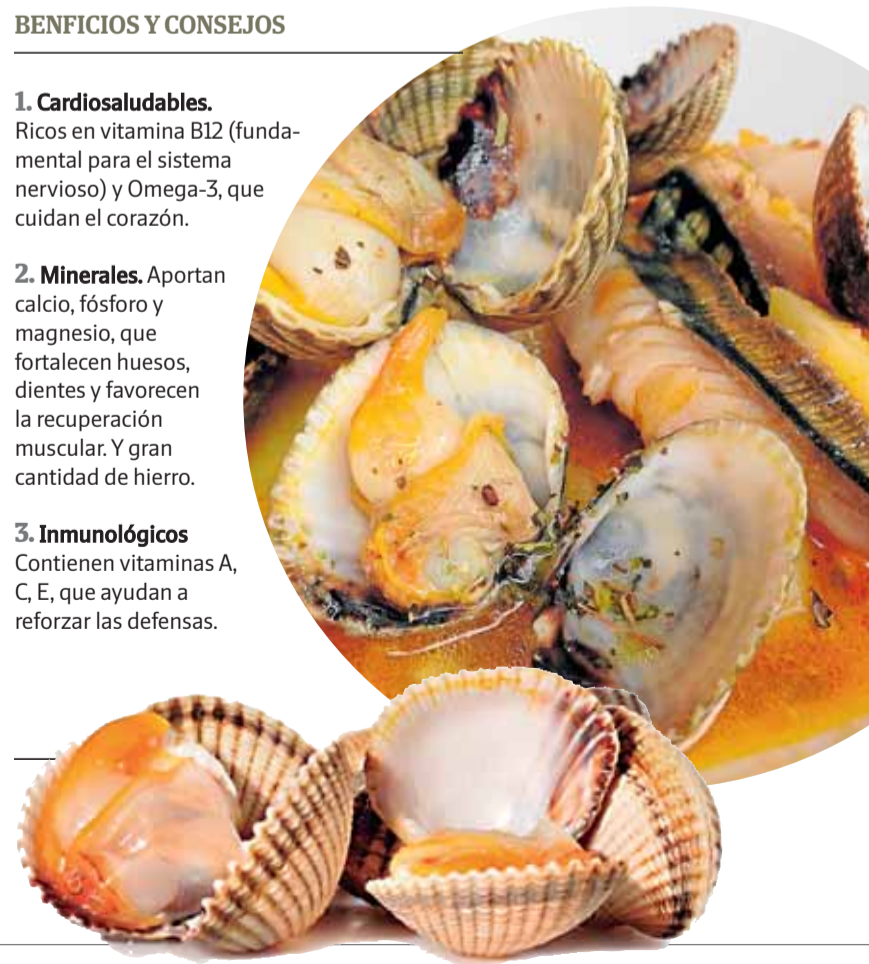 BENFICIOS Y CONSEJOS
1. Cardiosaludables.
Ricos en vitamina B12 (funda-
mental para el sistema
nervioso) y Omega-3, que
cuidan el corazón.
2. Minerales. Aportan
calcio, fósforo y
magnesio, que
fortalecen huesos,
dientes y favorecen
la recuperación
muscular. Y gran
cantidad de hierro.
3. Inmunológicos
Contienen vitaminas A,
C, E, que ayudan a
reforzar las defensas.